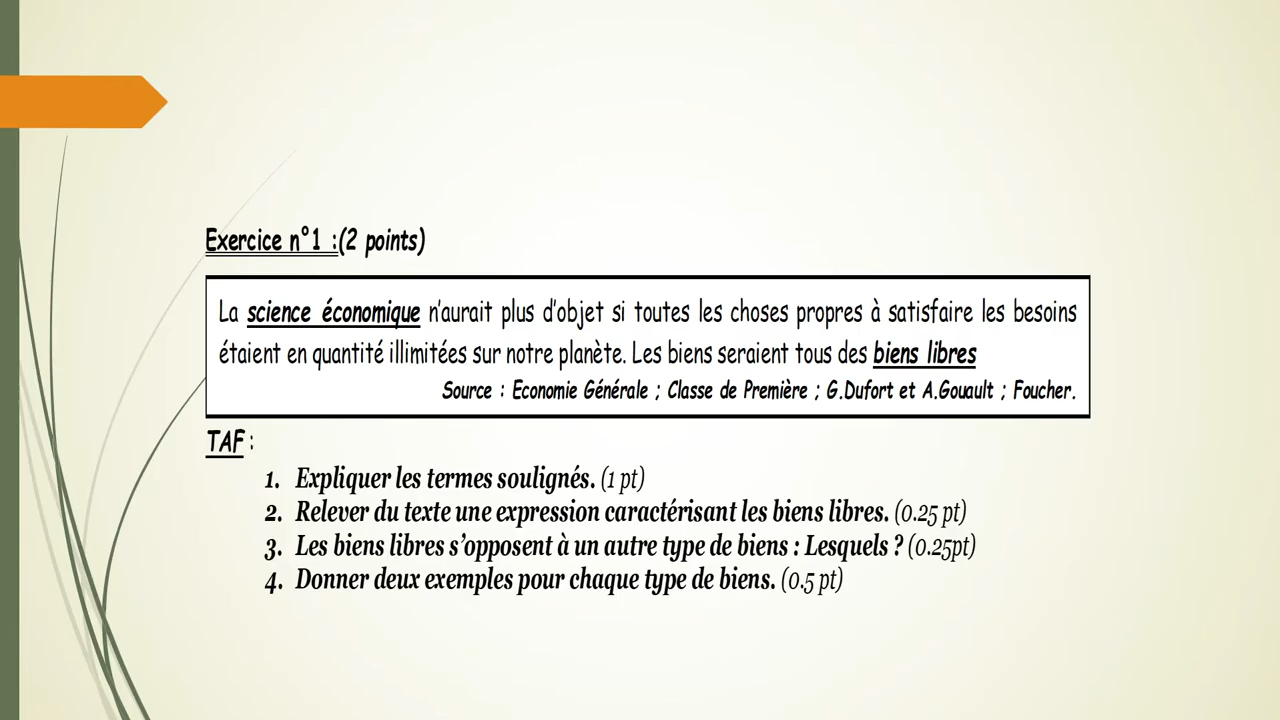 Exercice n°1 :(2 points)
La science économique n'aurait plus d'objet si toutes les choses propres à satisfaire les besoins
étaient en quantité illimitées sur notre planète. Les biens seraient tous des biens libres
Source : Economie Générale ; Classe de Première ; G.Dufort et A.Gouault ; Foucher.
TAF :
1. Expliquer les termes soulignés. (1 pt)
2. Relever du texte une expression caractérisant les biens libres. (0.25 pt)
3. Les biens libres s'opposent à un autre type de biens : Lesquels ? (0.25pt)
4. Donner deux exemples pour chaque type de biens. (0.5 pt)